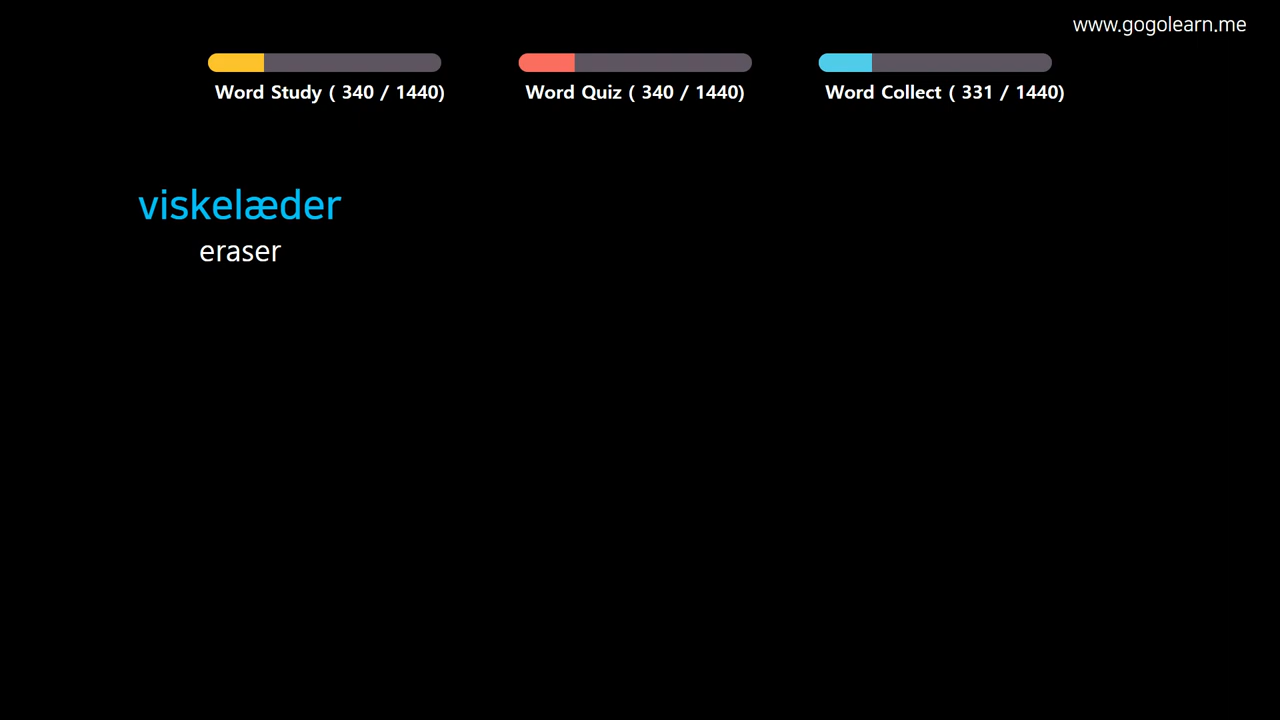 www.gogolearn.me
Word Study ( 340 / 1440)
Word Quiz ( 340 / 1440)
Word Collect ( 331 / 1440)
viskelæder
eraser